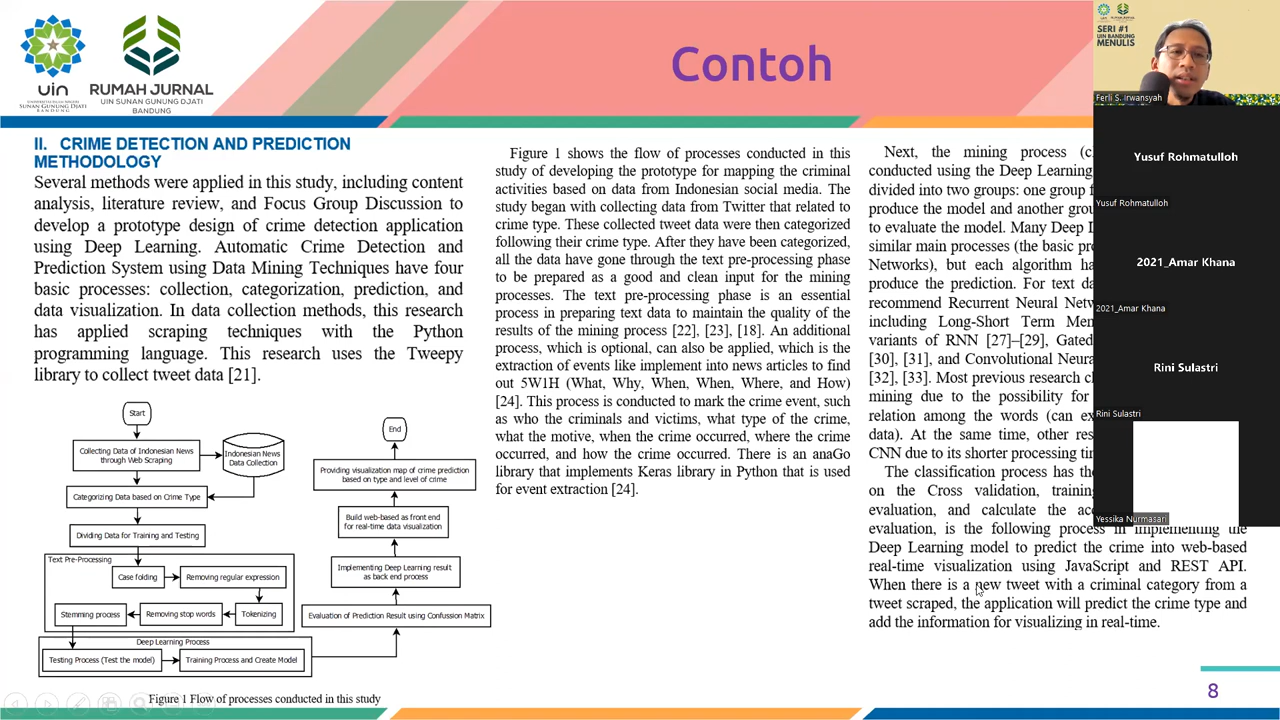 uin
UNIVERSITAS ISLAM NEGERI
SUNAN GUNUNG DJATI
BANDUNG
RUMAH JURNAL
UIN SUNAN GUNUNG DJATI
BANDUNG
Contoh
SERI #1
UIN BANDUNG
MENULIS
Ferli S. Irwansyah
Yusuf Rohmatulloh
Yusuf Rohmatulloh
2021_Amar Khana
2021_Amar Khana
Rini Sulastri
Rini Sulastri
Yessika Nurmasari
II. CRIME DETECTION AND PREDICTION
METHODOLOGY
Several methods were applied in this study, including content
analysis, literature review, and Focus Group Discussion to
develop a prototype design of crime detection application
using Deep Learning. Automatic Crime Detection and
Prediction System using Data Mining Techniques have four
basic processes: collection, categorization, prediction, and
data visualization. In data collection methods, this research
has applied scraping techniques with the Python
programming language. This research uses the Tweepy
library to collect tweet data [21].
Start
Collecting Data of Indonesian News
through Web Scraping
Indonesian News
Data Collection
Categorizing Data based on Crime Type
Dividing Data for Training and Testing
Text Pre-Processing
Case folding
Removing regular expression
Stemming process
Removing stop words
Tokenizing
Deep Learning Process
Testing Process (Test the model)
Training Process and Create Model
End
Providing visualization map of crime prediction
based on type and level of crime
Build web-based as front end
for real-time data visualization
Implementing Deep Learning result
as back end process
Evaluation of Prediction Result using Confussion Matrix
Figure 1 Flow of processes conducted in this study
Figure 1 shows the flow of processes conducted in this
study of developing the prototype for mapping the criminal
activities based on data from Indonesian social media. The
study began with collecting data from Twitter that related to
crime type. These collected tweet data were then categorized
following their crime type. After they have been categorized,
all the data have gone through the text pre-processing phase
to be prepared as a good and clean input for the mining
processes. The text pre-processing phase is an essential
process in preparing text data to maintain the quality of the
results of the mining process [22], [23], [18]. An additional
process, which is optional, can also be applied, which is the
extraction of events like implement into news articles to find
out 5W1H (What, Why, When, When, Where, and How)
[24]. This process is conducted to mark the crime event, such
as who the criminals and victims, what type of the crime,
what the motive, when the crime occurred, where the crime
occurred, and how the crime occurred. There is an anaGo
library that implements Keras library in Python that is used
for event extraction [24].
Next, the mining process
conducted using the Deep Learning
divided into two groups: one group
produce the model and another
to evaluate the model. Many Deep
similar main processes (the basic
Networks), but each algorithm
produce the prediction. For text
recommend Recurrent Neural
including Long-Short Term
variants of RNN [27]–[29],
[30], [31], and Convolutional
[32], [33]. Most previous research
mining due to the possibility for
relation among the words (can
data). At the same time, other
CNN due to its shorter processing
The classification process has
on the Cross validation,
evaluation, and calculate the
evaluation, is the following process in implementing the
Deep Learning model to predict the crime into web-based
real-time visualization using JavaScript and REST API.
When there is a new tweet with a criminal category from a
tweet scraped, the application will predict the crime type and
add the information for visualizing in real-time.
8